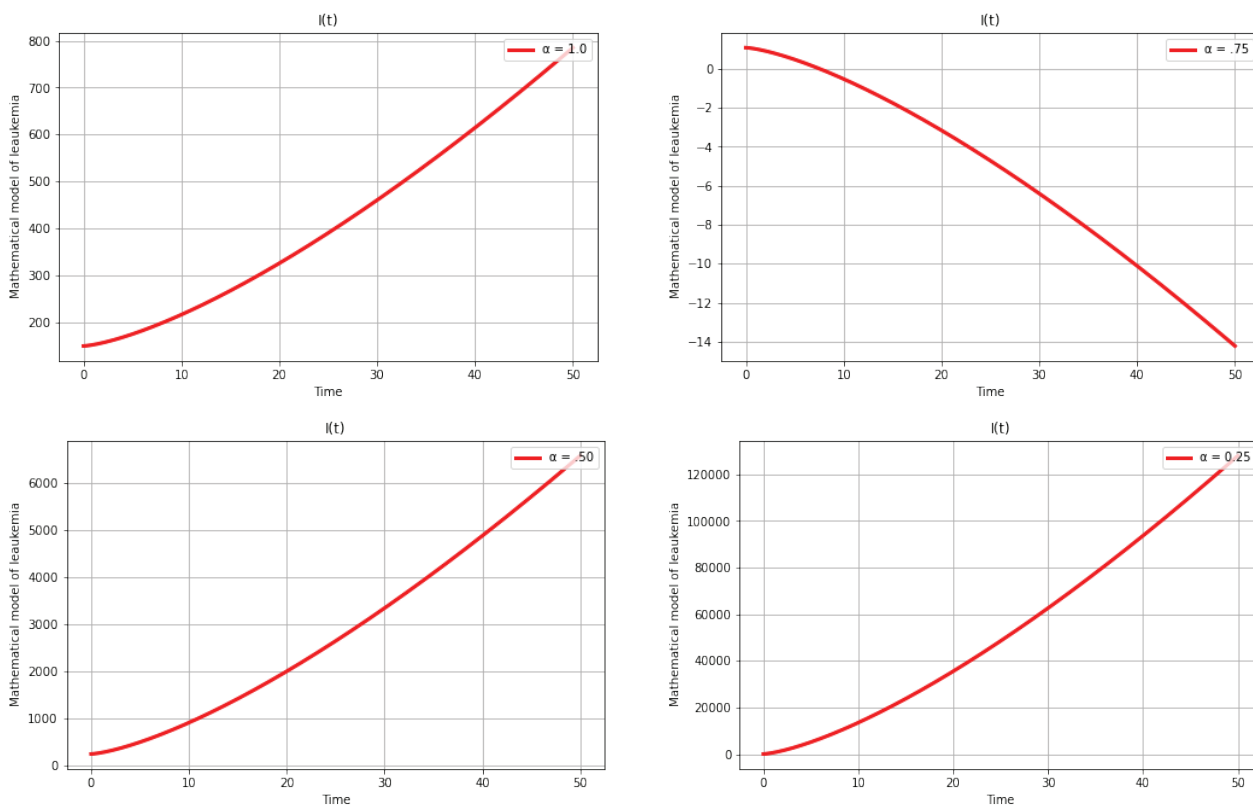 I(t)
α = 1.0
Mathematical model of leaukemia
800
700
600
500
400
300
200
0 10 20 30 40 50
Time
I(t)
α = .75
Mathematical model of leaukemia
0
−2
−4
−6
−8
−10
−12
−14
0 10 20 30 40 50
Time
I(t)
α = .50
Mathematical model of leaukemia
6000
5000
4000
3000
2000
1000
0
0 10 20 30 40 50
Time
I(t)
α = 0.25
Mathematical model of leaukemia
120000
100000
80000
60000
40000
20000
0
0 10 20 30 40 50
Time